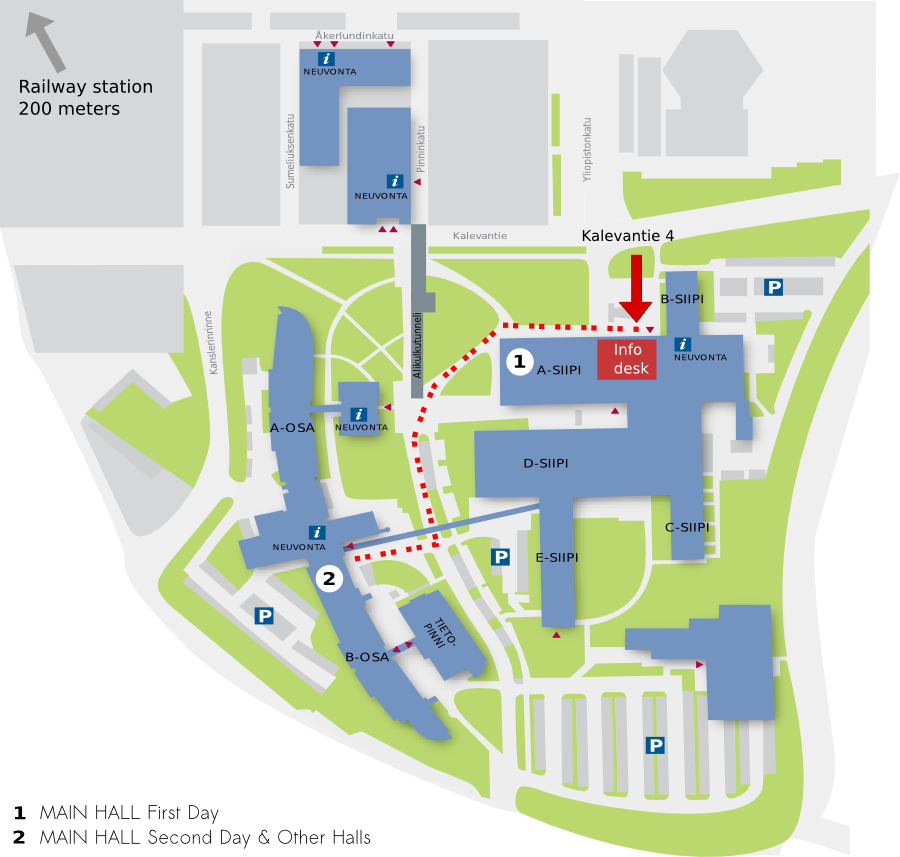 Åkerlundinkatu
Railway station
200 meters
i
NEUVONTA
Sumeliuksenkatu
Pinninkatu
Yliopistonkatu
i
NEUVONTA
Kalevantie
Kalevantie 4
P
B-SIIPI
Kanslerinrinne
Alikulkutunneli
1
A-SIIPI
Info
desk
i
NEUVONTA
A-OSA
i
NEUVONTA
D-SIIPI
C-SIIPI
i
NEUVONTA
P
E-SIIPI
2
P
TIETO-
PINNI
B-OSA
P
1 MAIN HALL First Day
2 MAIN HALL Second Day & Other Halls